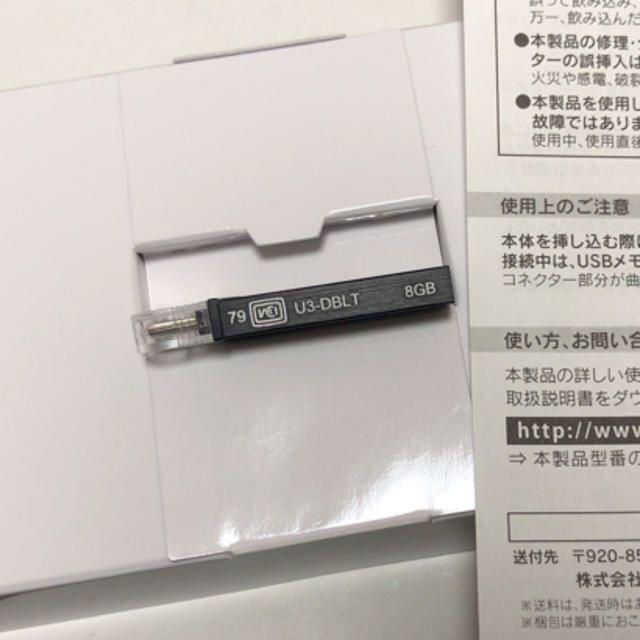 79 U3-DBLT 8GB
誤って飲み込み、
万一、飲み込んだ
●本製品の修理・
ターの誤挿入は
火災や感電、破裂
●本製品を使用し
故障ではありま
使用中、使用直後
使用上のご注意
本体を挿し込む際
接続中は、USBメモ
コネクター部分が曲
使い方、お問い合
本製品の詳しい使
取扱説明書をダウ
http://www
⇒ 本製品型番の
送付先 〒920-85
株式会社
※送料は、発送時は
※梱包は厳重におこ